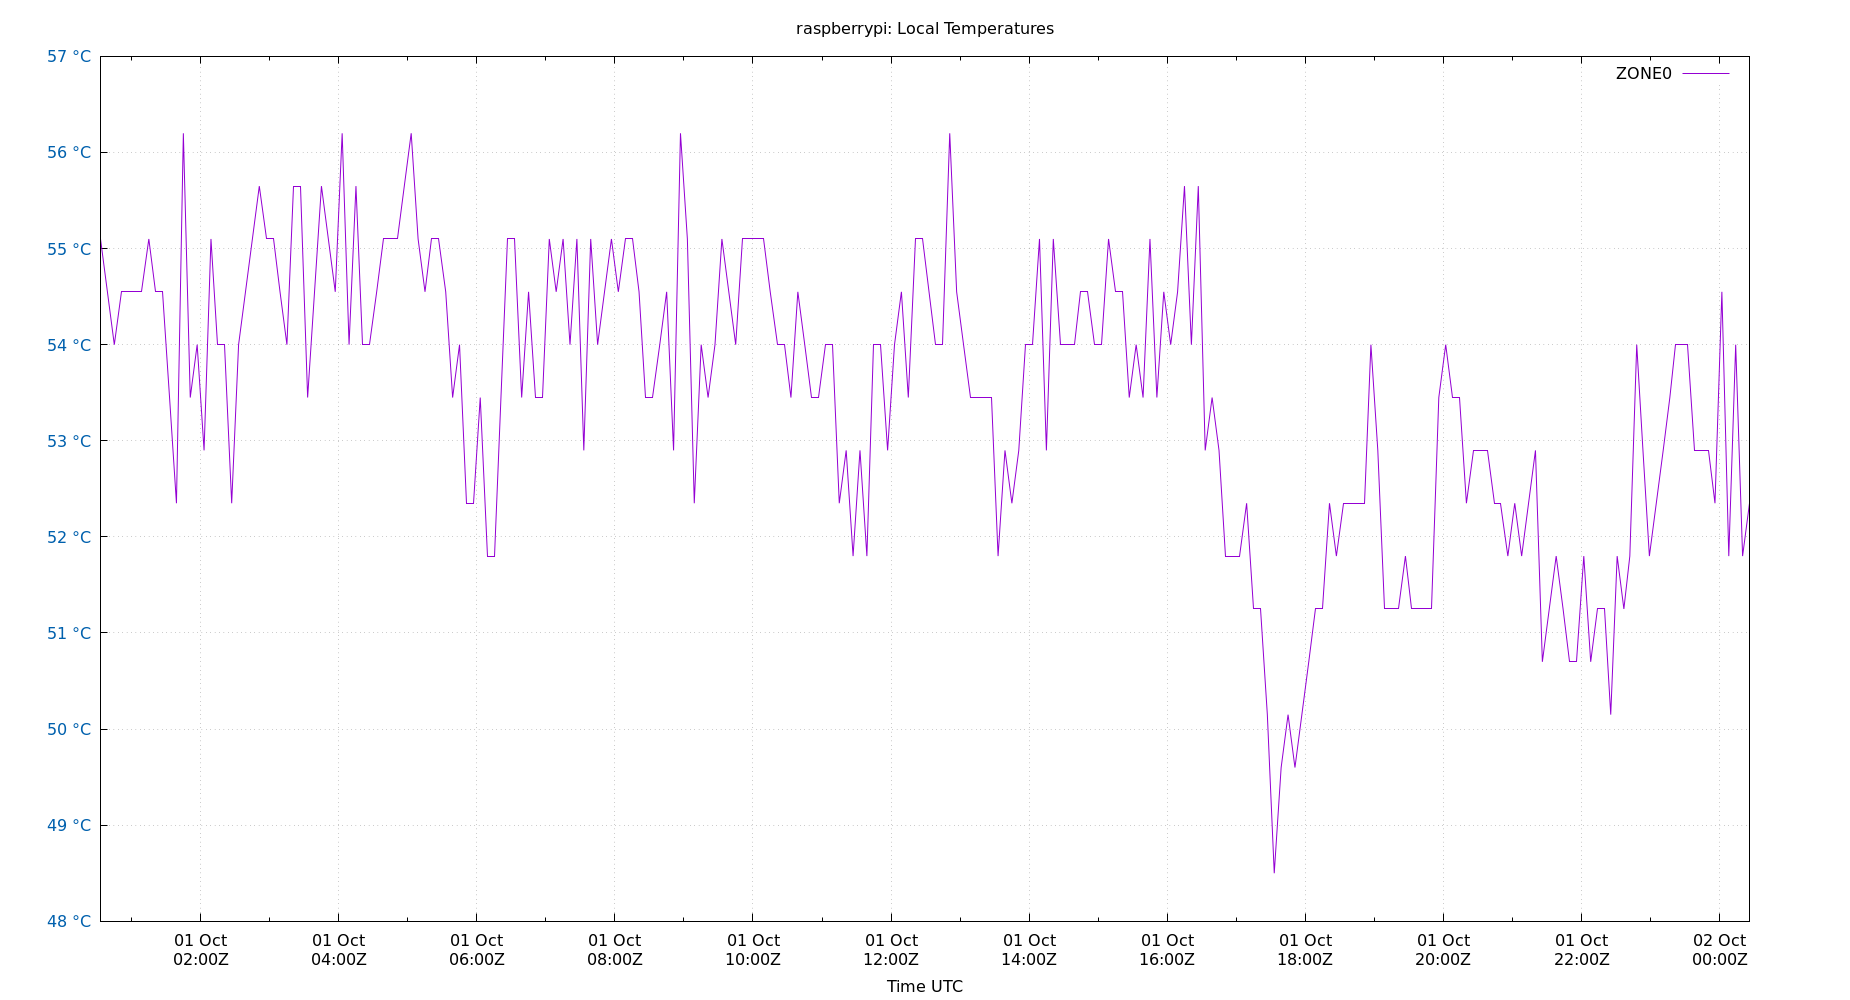 raspberrypi: Local Temperatures
57 °C
ZONE0
56 °C
55 °C
54 °C
53 °C
52 °C
51 °C
50 °C
49 °C
48 °C
01 Oct 01 Oct 01 Oct 01 Oct 01 Oct 01 Oct 01 Oct 01 Oct 01 Oct 01 Oct 01 Oct 02 Oct
02:00Z 04:00Z 06:00Z 08:00Z 10:00Z 12:00Z 14:00Z 16:00Z 18:00Z 20:00Z 22:00Z 00:00Z
Time UTC